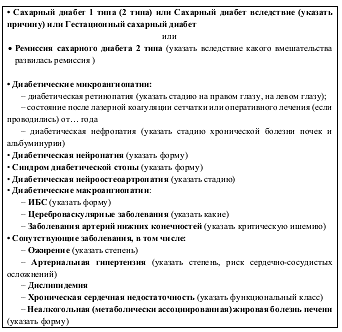 • Сахарный диабет 1 типа (2 типа) или Сахарный диабет вследствие (указать
причину) или Гестационный сахарный диабет
или
• Ремиссия сахарного диабета 2 типа (указать вследствие какого вмешательства
развилась ремиссия )
• Диабетические микроангиопатии:
– диабетическая ретинопатия (указать стадию на правом глазу, на левом глазу);
– состояние после лазерной коагуляции сетчатки или оперативного лечения (если
проводились) от… года
– диабетическая нефропатия (указать стадию хронической болезни почек и
альбуминурии)
• Диабетическая нейропатия (указать форму)
• Синдром диабетической стопы (указать форму)
• Диабетическая нейроостеоартропатия (указать стадию)
• Диабетические макроангиопатии:
– ИБС (указать форму)
– Цереброваскулярные заболевания (указать какие)
– Заболевания артерий нижних конечностей (указать критическую ишемию)
• Сопутствующие заболевания, в том числе:
– Ожирение (указать степень)
– Артериальная гипертензия (указать степень, риск сердечно-сосудистых
осложнений)
– Дислипидемия
– Хроническая сердечная недостаточность (указать функциональный класс)
– Неалкогольная (метаболически ассоциированная) жировая болезнь печени
(указать форму)